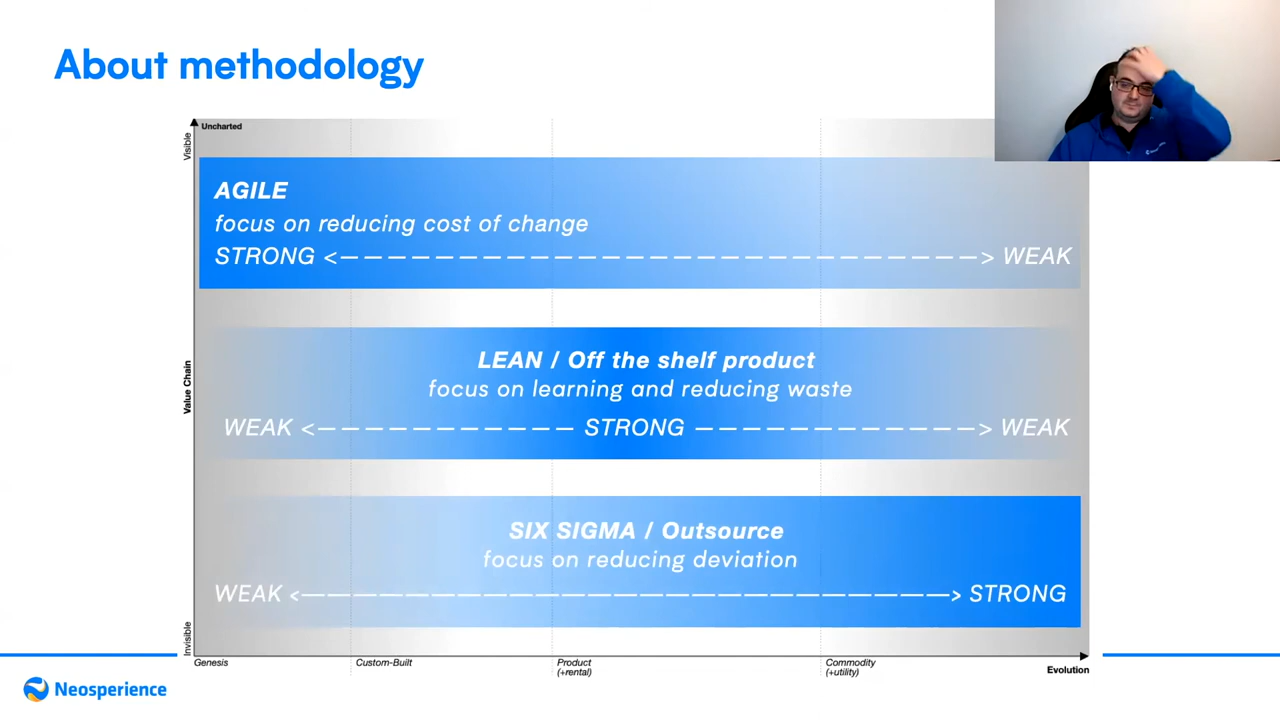 About methodology
Uncharted
Visible
AGILE
focus on reducing cost of change
STRONG <— — — — — — — — — — — — — — — — — — — — — — — — — — —> WEAK
Value Chain
LEAN / Off the shelf product
focus on learning and reducing waste
WEAK <— — — — — — — — — — — STRONG — — — — — — — — — — — —> WEAK
SIX SIGMA / Outsource
focus on reducing deviation
WEAK <— — — — — — — — — — — — — — — — — — — — — — — — —> STRONG
Invisible
Genesis
Custom-Built
Product
(+rental)
Commodity
(+utility)
Evolution
Neosperience